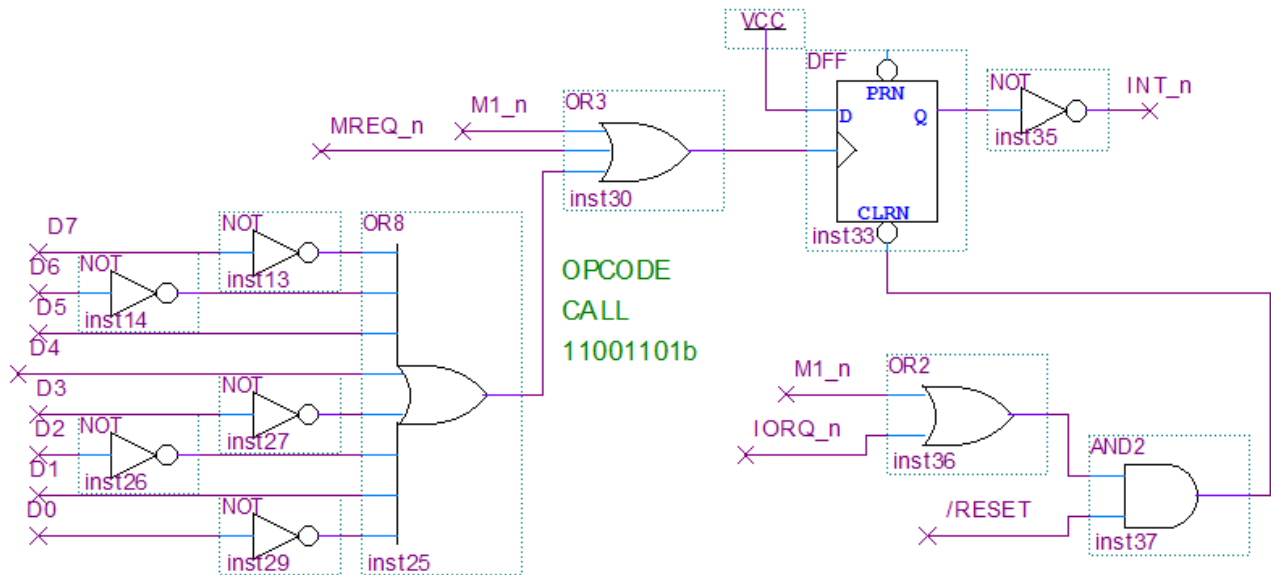 VCC
DFF
PRN
D
Q
CLRN
inst33
NOT
inst35
INT_n
M1_n
MREQ_n
OR3
inst30
D7
NOT
inst13
D6
NOT
inst14
D5
D4
D3
NOT
inst27
D2
NOT
inst26
D1
D0
NOT
inst29
OR8
inst25
OPCODE
CALL
11001101b
M1_n
IORQ_n
OR2
inst36
AND2
/RESET
inst37